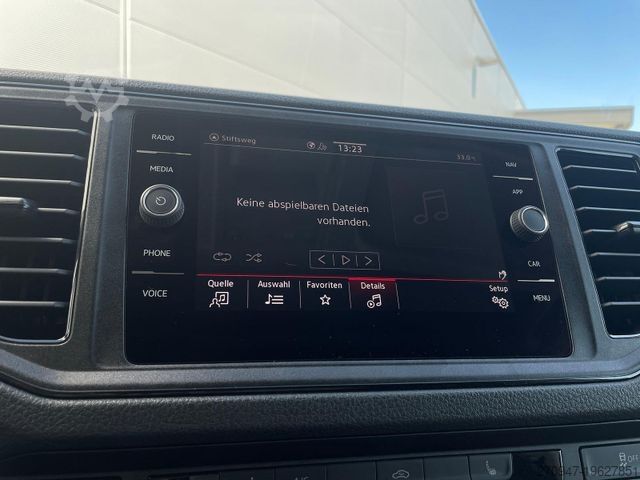 RADIO
MEDIA
PHONE
VOICE
Stiftsweg
13:23
Keine abspielbaren Dateien
vorhanden.
Quelle
Auswahl
Favoriten
Details
Setup
NAV
APP
CAR
MENU